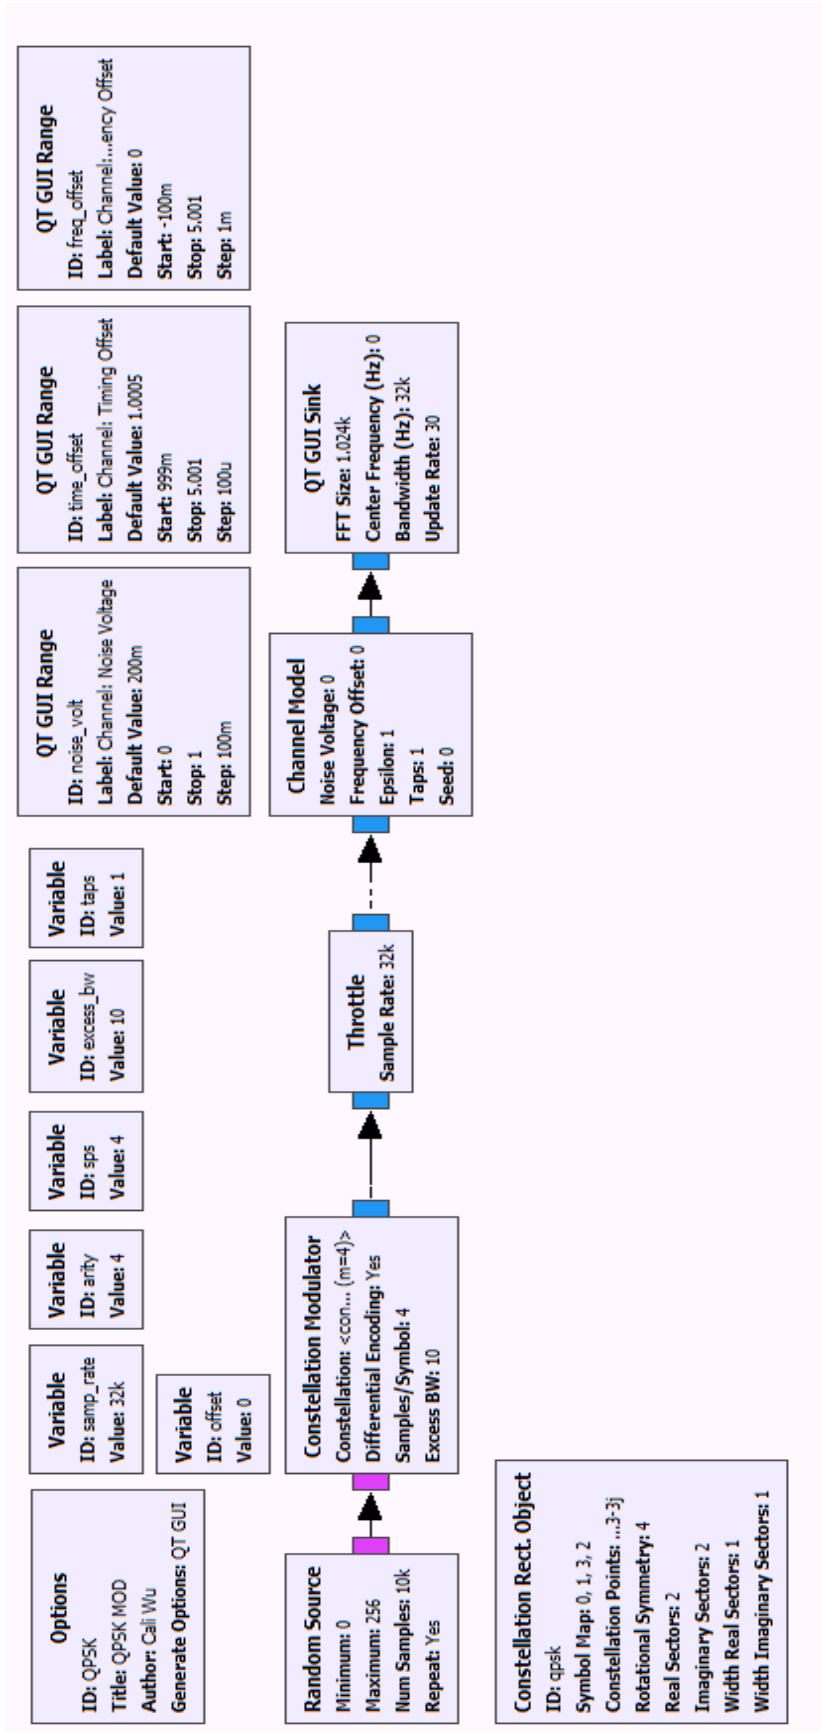 Options
ID: QPSK
Title: QPSK MOD
Author: Cali Wu
Generate Options: QT GUI
Variable
ID: samp_rate
Value: 32k
Variable
ID: arity
Value: 4
Variable
ID: sps
Value: 4
Variable
ID: excess_bw
Value: 10
Variable
ID: taps
Value: 1
QT GUI Range
ID: noise_volt
Label: Channel: Noise Voltage
Default Value: 200m
Start: 0
Stop: 1
Step: 100m
QT GUI Range
ID: time_offset
Label: Channel: Timing Offset
Default Value: 1.0005
Start: 999m
Stop: 5.001
Step: 100u
QT GUI Range
ID: freq_offset
Label: Channel:...ency Offset
Default Value: 0
Start: -100m
Stop: 5.001
Step: 1m
Variable
ID: offset
Value: 0
Random Source
Minimum: 0
Maximum: 256
Num Samples: 10k
Repeat: Yes
Constellation Modulator
Constellation: <con... (m=4)>
Differential Encoding: Yes
Samples/Symbol: 4
Excess BW: 10
Throttle
Sample Rate: 32k
Channel Model
Noise Voltage: 0
Frequency Offset: 0
Epsilon: 1
Taps: 1
Seed: 0
QT GUI Sink
FFT Size: 1.024k
Center Frequency (Hz): 0
Bandwidth (Hz): 32k
Update Rate: 30
Constellation Rect. Object
ID: qpsk
Symbol Map: 0, 1, 3, 2
Constellation Points: ...3-3j
Rotational Symmetry: 4
Real Sectors: 2
Imaginary Sectors: 2
Width Real Sectors: 1
Width Imaginary Sectors: 1